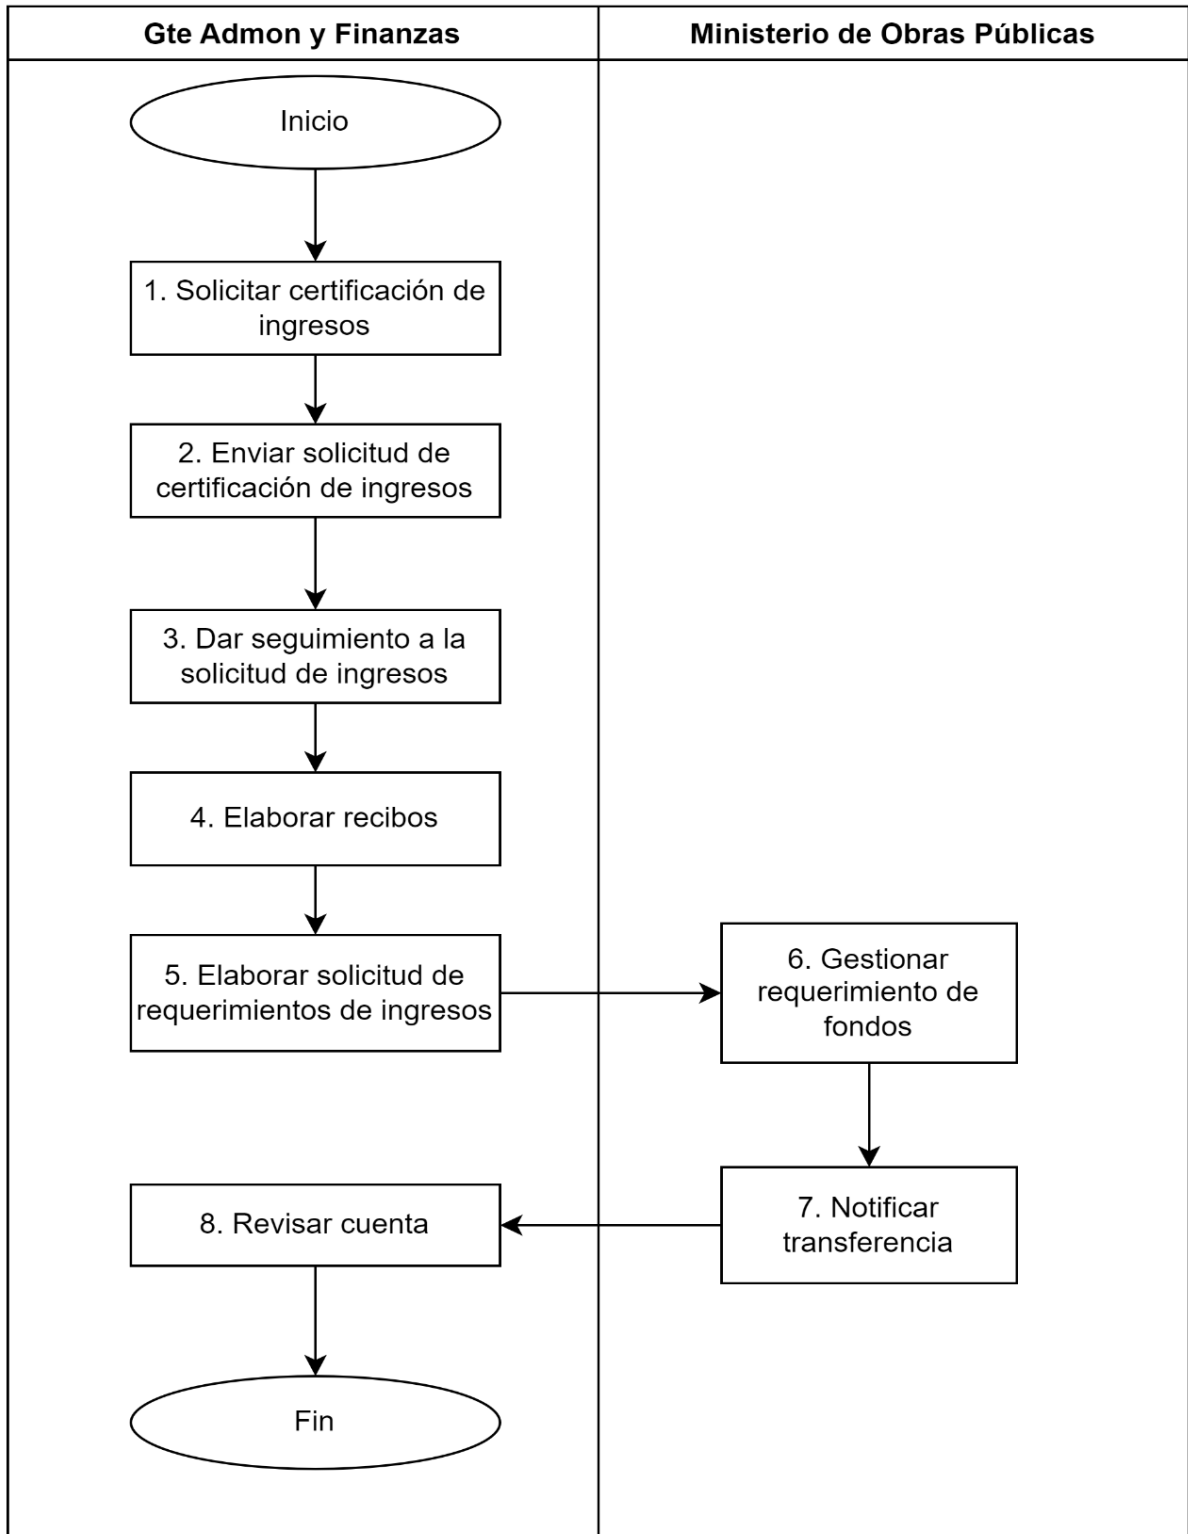 Gte Admon y Finanzas
Ministerio de Obras Públicas
Inicio
1. Solicitar certificación de
ingresos
2. Enviar solicitud de
certificación de ingresos
3. Dar seguimiento a la
solicitud de ingresos
4. Elaborar recibos
5. Elaborar solicitud de
requerimientos de ingresos
6. Gestionar
requerimiento de
fondos
7. Notificar
transferencia
8. Revisar cuenta
Fin